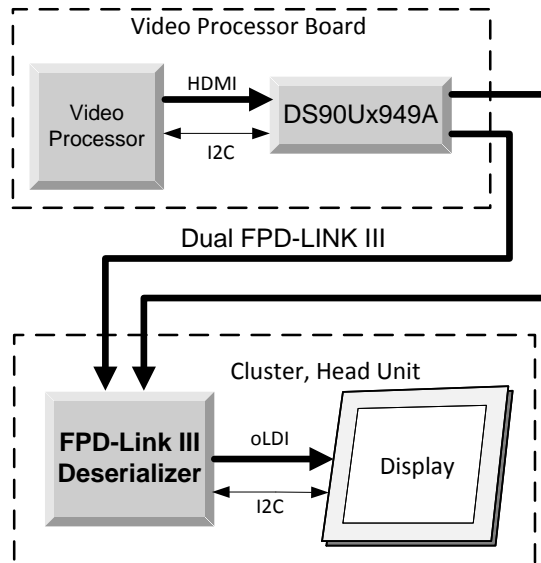 Video Processor Board
Video
Processor
HDMI
I2C
DS90Ux949A
Dual FPD-LINK III
Cluster, Head Unit
FPD-Link III
Deserializer
oLDI
I2C
Display